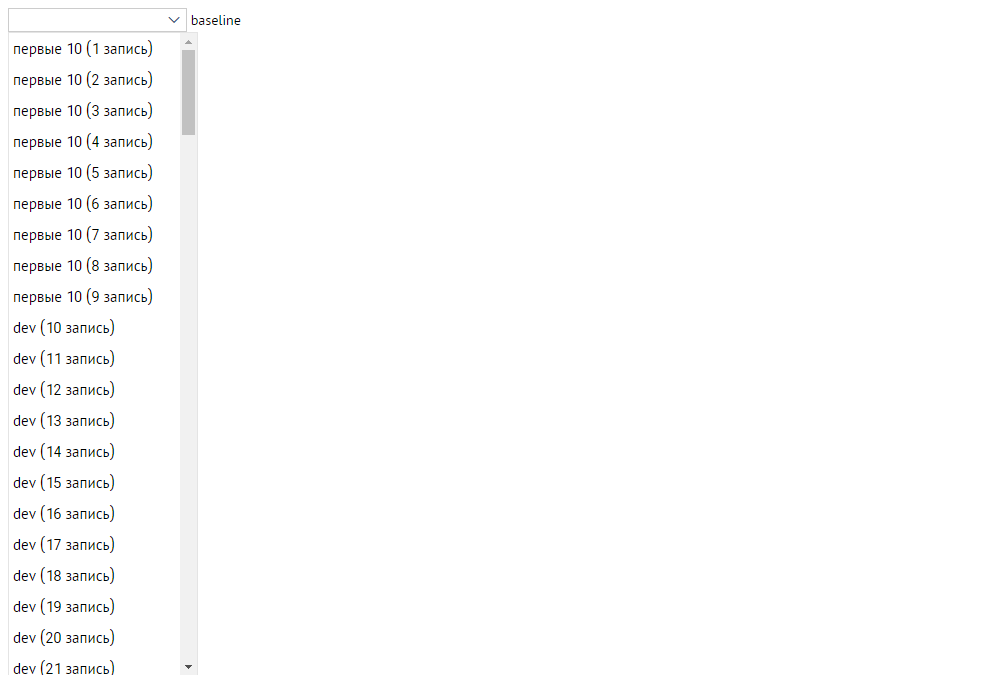 baseline
первые 10 (1 запись)
первые 10 (2 запись)
первые 10 (3 запись)
первые 10 (4 запись)
первые 10 (5 запись)
первые 10 (6 запись)
первые 10 (7 запись)
первые 10 (8 запись)
первые 10 (9 запись)
dev (10 запись)
dev (11 запись)
dev (12 запись)
dev (13 запись)
dev (14 запись)
dev (15 запись)
dev (16 запись)
dev (17 запись)
dev (18 запись)
dev (19 запись)
dev (20 запись)
dev (21 запись)